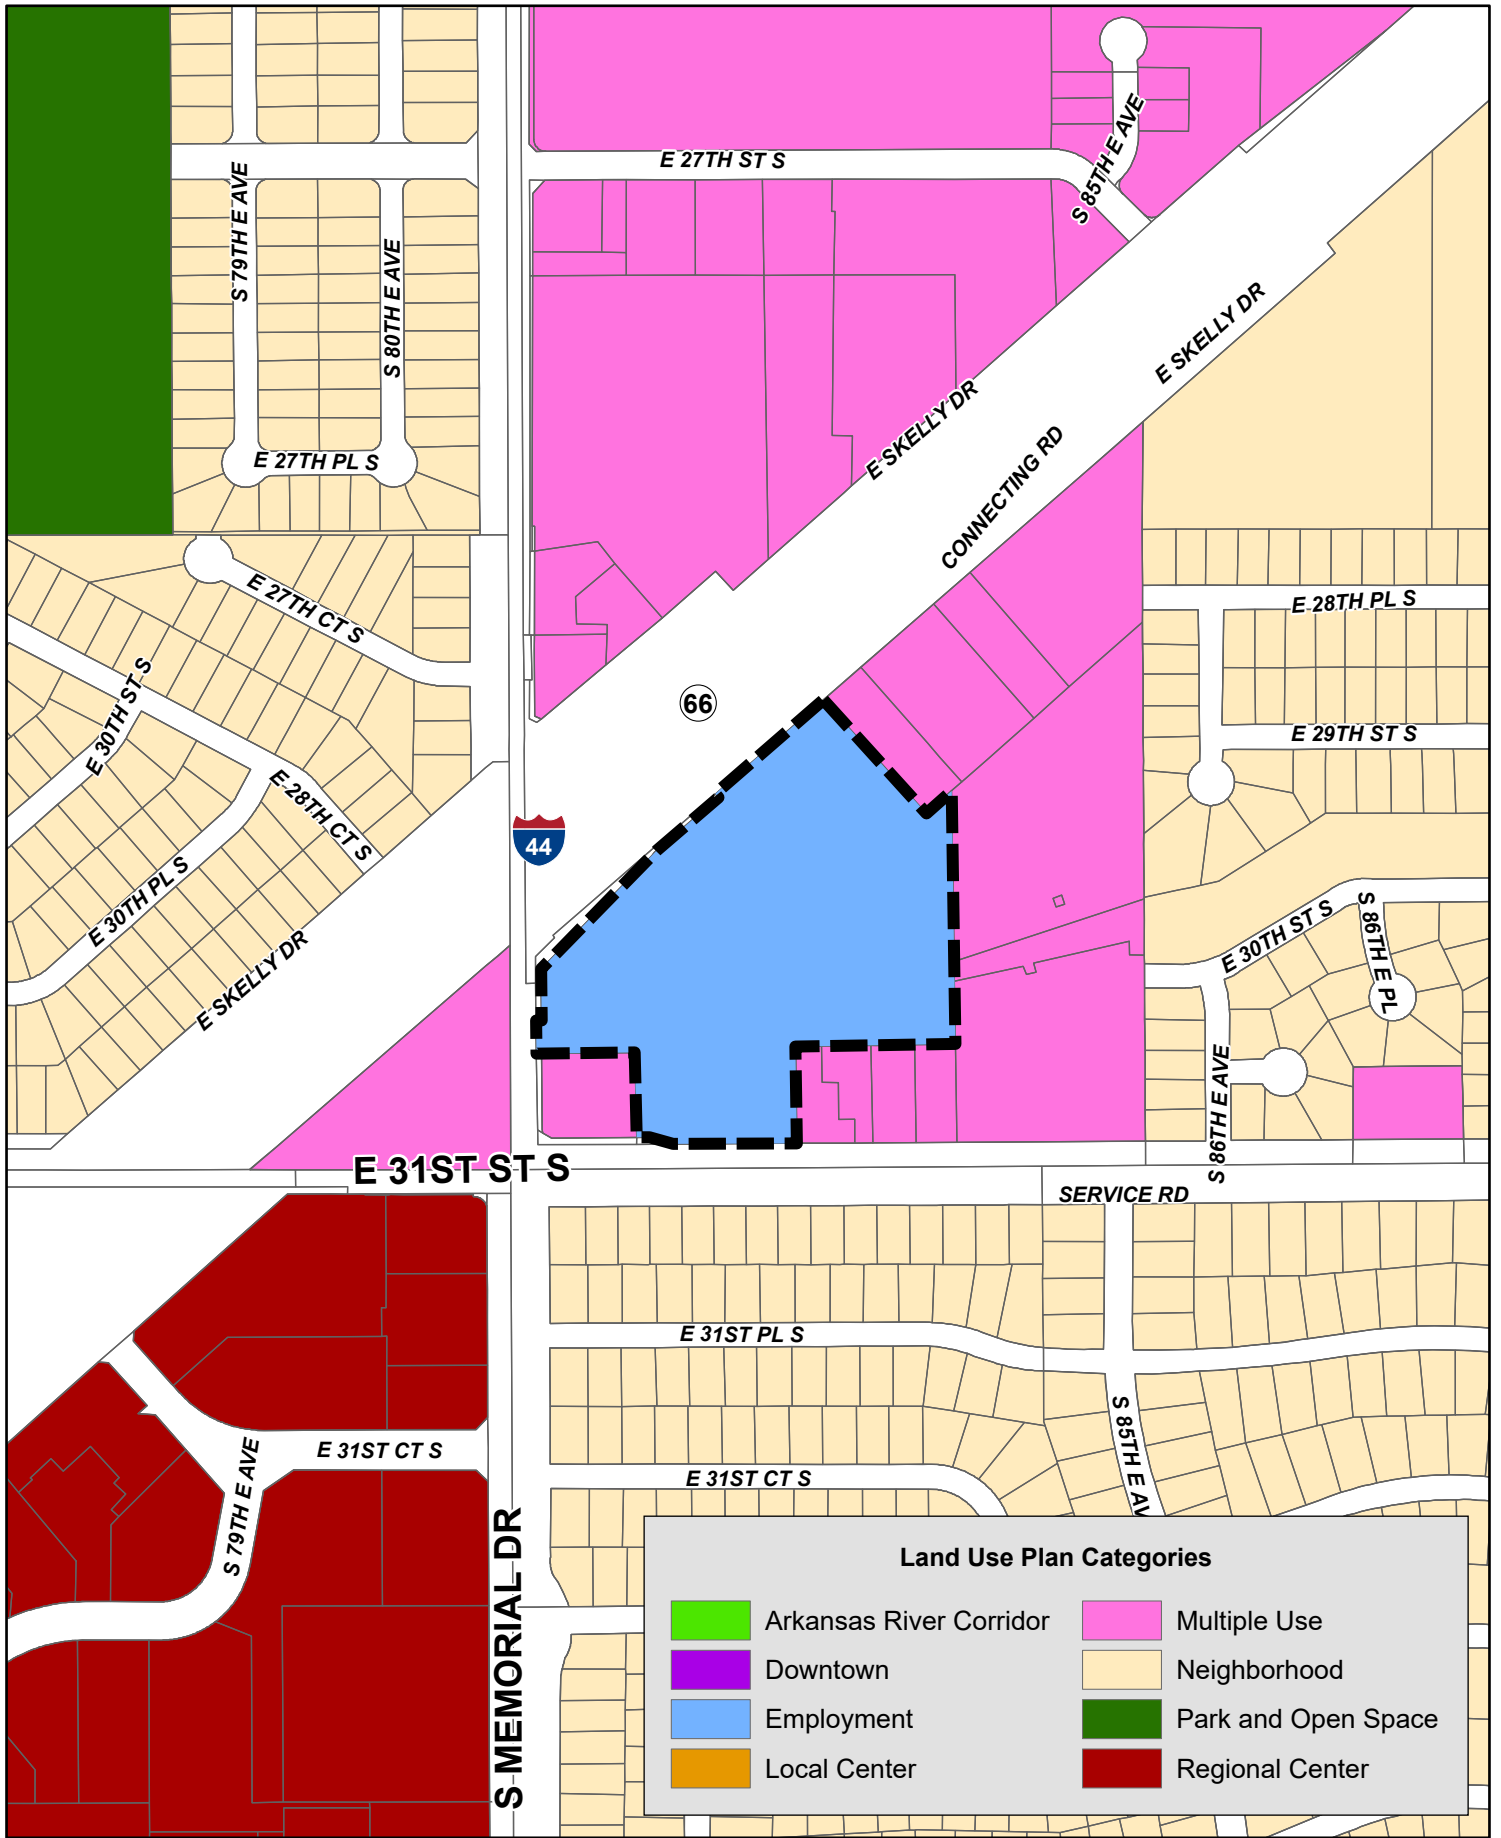 E 27TH ST S
S 85TH E AVE
S 79TH E AVE
S 80TH E AVE
E SKELLY DR
E SKELLY DR
CONNECTING RD
E 27TH PL S
E 27TH CT S
E 28TH PL S
E 30TH ST S
66
E 29TH ST S
E 28TH CT S
44
E 30TH PL S
E SKELLY DR
E 30TH ST S
S 86TH E PL
S 86TH E AVE
E 31ST ST S
SERVICE RD
E 31ST PL S
E 31ST CT S
S 79TH E AVE
E 31ST CT S
S 85TH E AV
S MEMORIAL DR
Land Use Plan Categories
Arkansas River Corridor
Downtown
Employment
Local Center
Multiple Use
Neighborhood
Park and Open Space
Regional Center